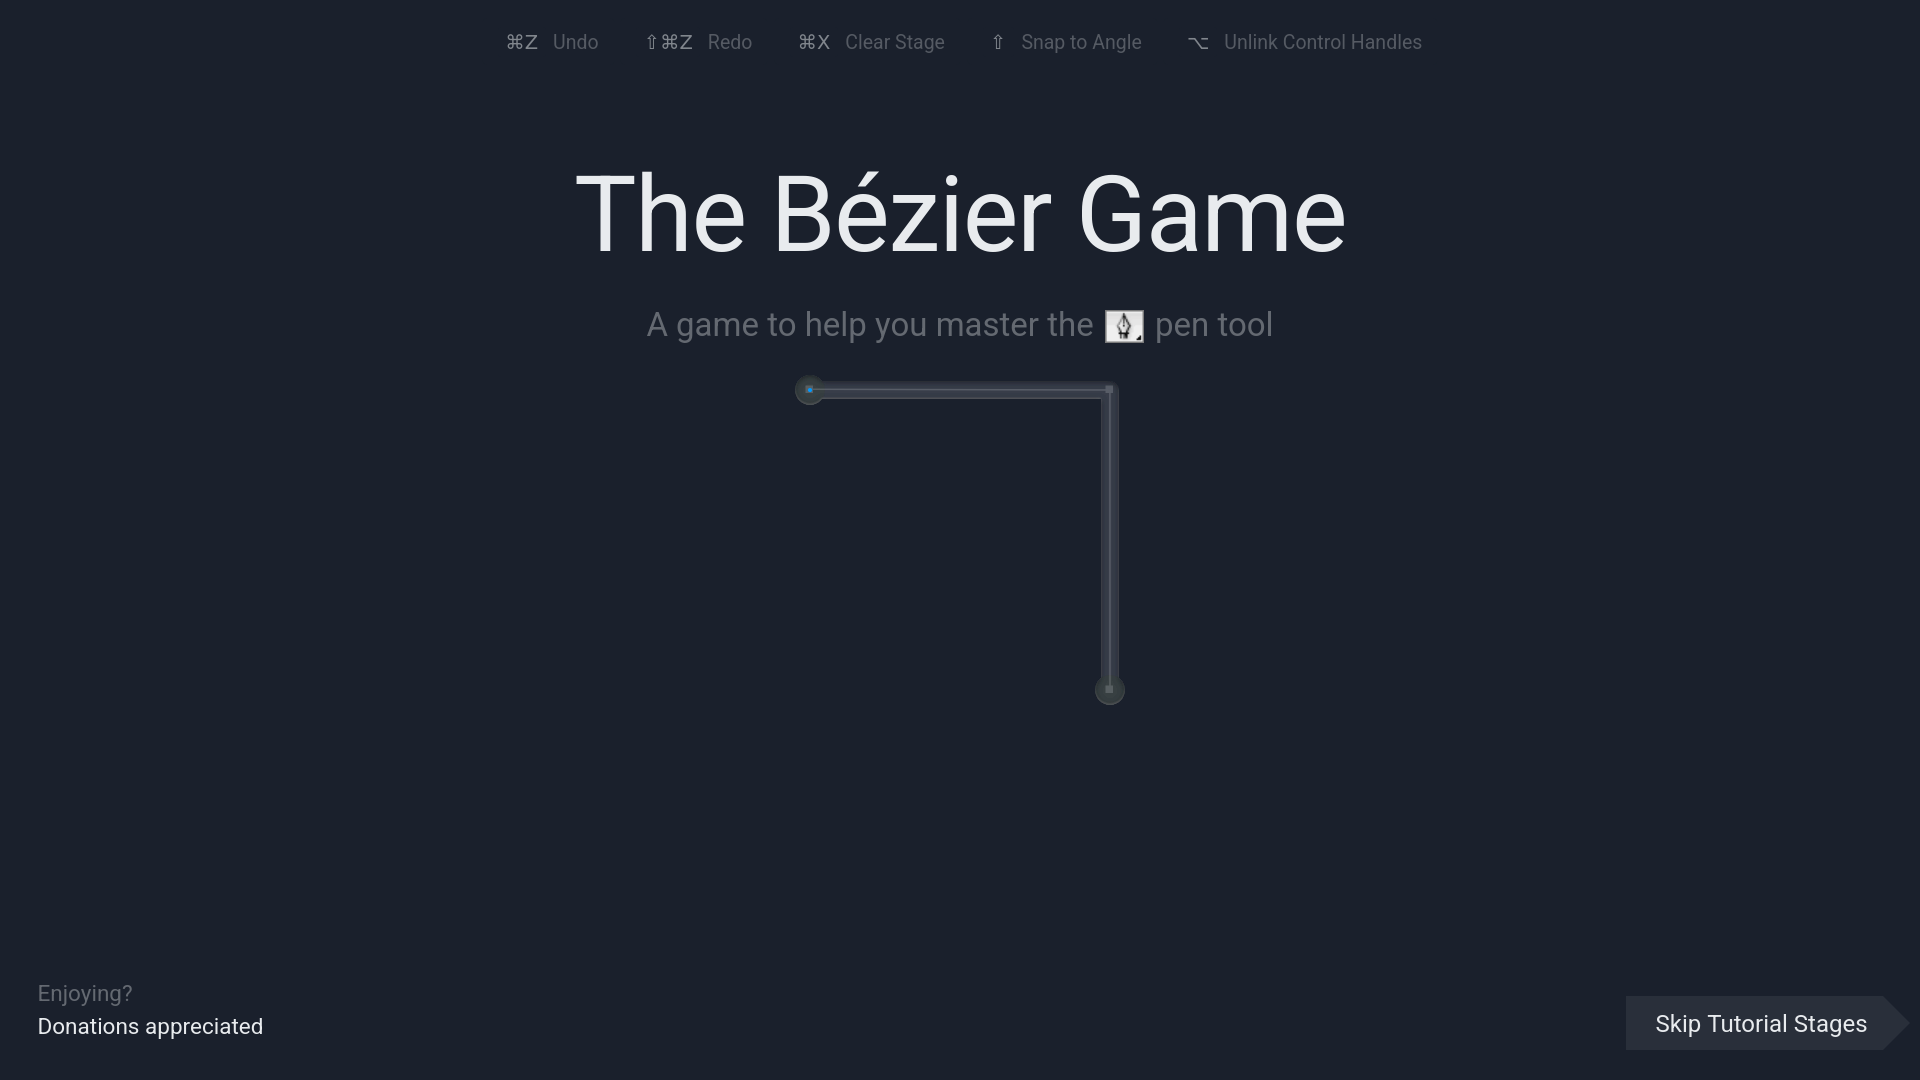 ⌘Z Undo ⇧⌘Z Redo ⌘X Clear Stage ⇧ Snap to Angle ⌥ Unlink Control Handles
The Bézier Game
A game to help you master the pen tool
Enjoying?
Donations appreciated
Skip Tutorial Stages